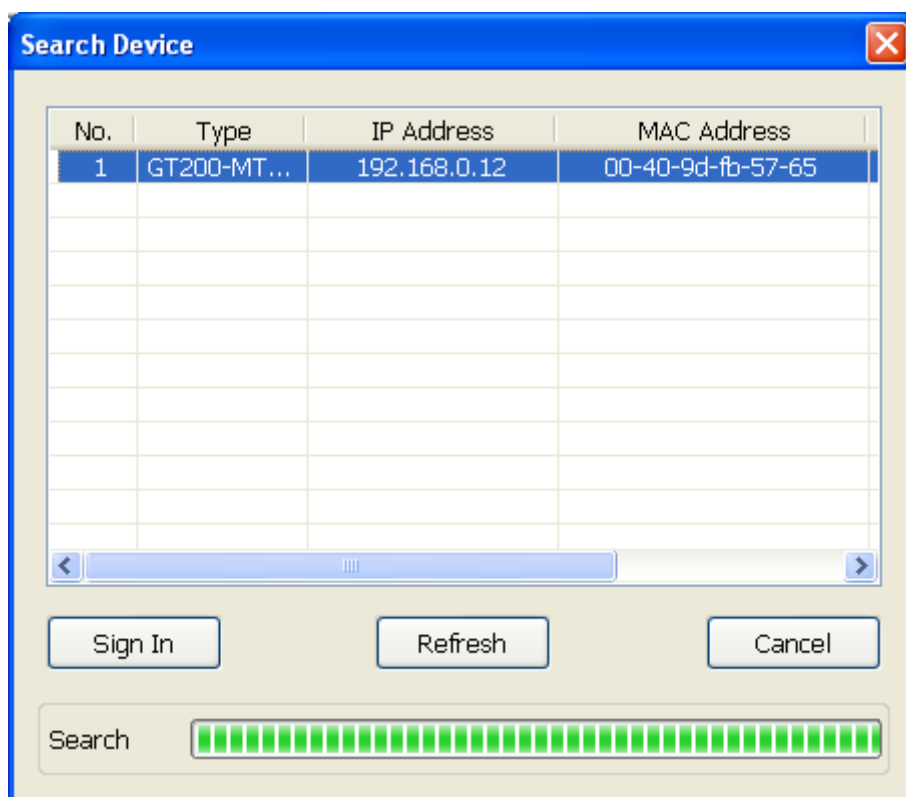 Search Device
No. Type IP Address MAC Address
1 GT200-MT... 192.168.0.12 00-40-9d-fb-57-65
Sign In Refresh Cancel
Search